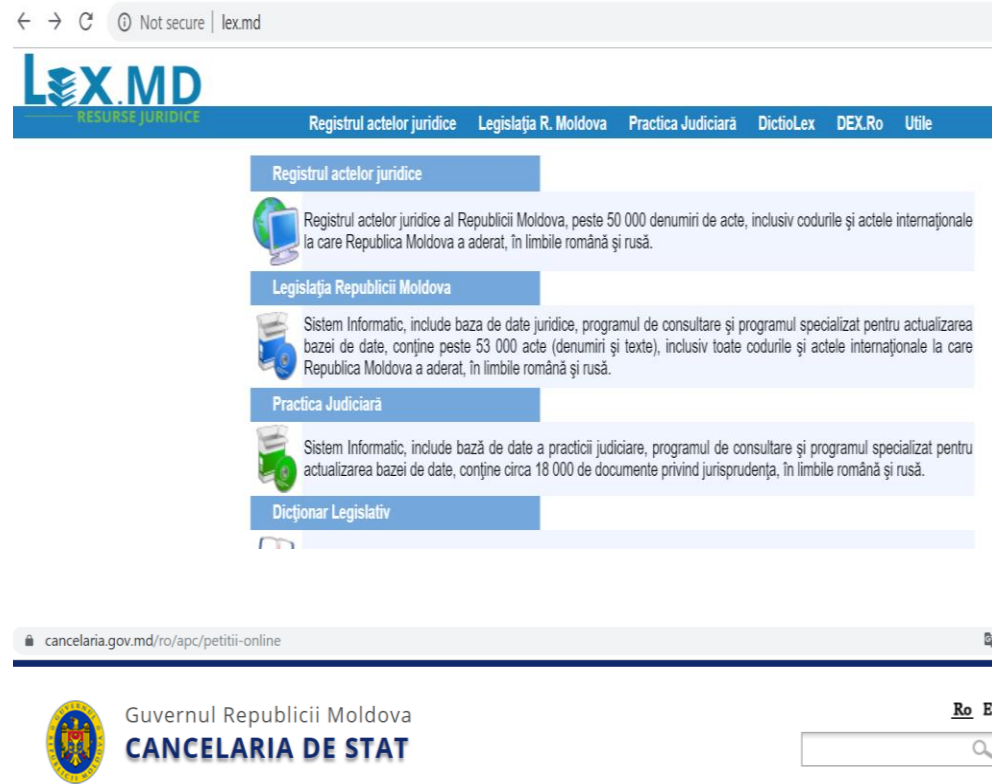 Not secure | lex.md
LEX.MD
RESURSE JURIDICE
Registrul actelor juridice Legislaţia R. Moldova Practica Judiciară DictioLex DEX.Ro Utile
Registrul actelor juridice
Registrul actelor juridice al Republicii Moldova, peste 50 000 denumiri de acte, inclusiv codurile şi actele internaţionale
la care Republica Moldova a aderat, în limbile română şi rusă.
Legislaţia Republicii Moldova
Sistem Informatic, include baza de date juridice, programul de consultare şi programul specializat pentru actualizarea
bazei de date, conţine peste 53 000 acte (denumiri şi texte), inclusiv toate codurile şi actele internaţionale la care
Republica Moldova a aderat, în limbile română şi rusă.
Practica Judiciară
Sistem Informatic, include bază de date a practicii judiciare, programul de consultare şi programul specializat pentru
actualizarea bazei de date, conţine circa 18 000 de documente privind jurisprudenţa, în limbile română şi rusă.
Dicţionar Legislativ
cancelaria.gov.md/ro/apc/petitii-online
Guvernul Republicii Moldova
CANCELARIA DE STAT
Ro E